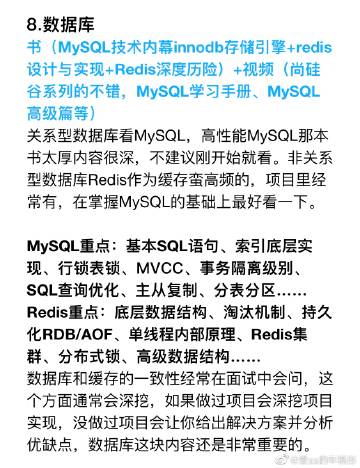 8.数据库
书（MySQL技术内幕innodb存储引擎+redis
设计与实现+Redis深度历险）+视频（尚硅
谷系列的不错，MySQL学习手册、MySQL
高级篇等）
关系型数据库看MySQL，高性能MySQL那本
书太厚内容很深，不建议刚开始就看。非关系
型数据库Redis作为缓存蛮高频的，项目里经
常有，在掌握MySQL的基础上最好看一下。
MySQL重点：基本SQL语句、索引底层实
现、行锁表锁、MVCC、事务隔离级别、
SQL查询优化、主从复制、分表分区……
Redis重点：底层数据结构、淘汰机制、持久
化RDB/AOF、单线程内部原理、Redis集
群、分布式锁、高级数据结构……
数据库和缓存的一致性经常在面试中会问，这
个方面通常会深挖，如果做过项目会深挖项目
实现，没做过项目会让你给出解决方案并分析
优缺点，数据库这块内容还是非常重要的。